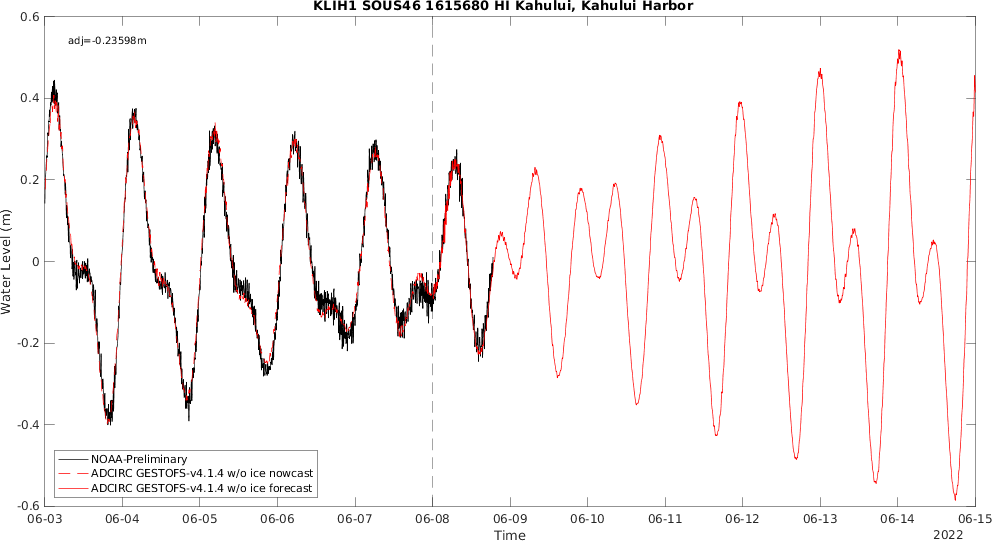 KLIH1 SOUS46 1615680 HI Kahului, Kahului Harbor
adj=-0.23598m
0.6
0.4
0.2
0
-0.2
-0.4
-0.6
Water Level (m)
NOAA-Preliminary
ADCIRC GESTOFS-v4.1.4 w/o ice nowcast
ADCIRC GESTOFS-v4.1.4 w/o ice forecast
06-03 06-04 06-05 06-06 06-07 06-08 06-09 06-10 06-11 06-12 06-13 06-14 06-15
Time
2022